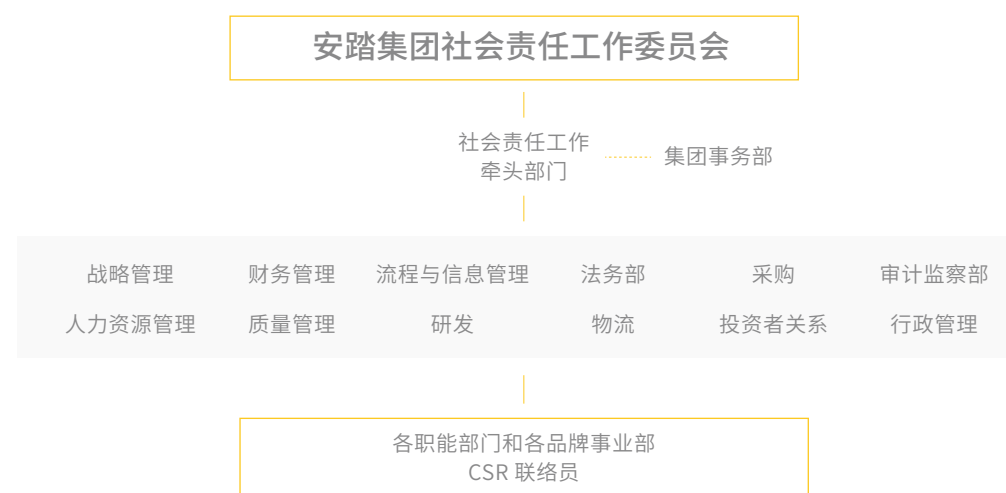 安踏集团社会责任工作委员会
社会责任工作
牵头部门
集团事务部
战略管理 财务管理 流程与信息管理 法务部 采购 审计监察部
人力资源管理 质量管理 研发 物流 投资者关系 行政管理
各职能部门和各品牌事业部
CSR 联络员